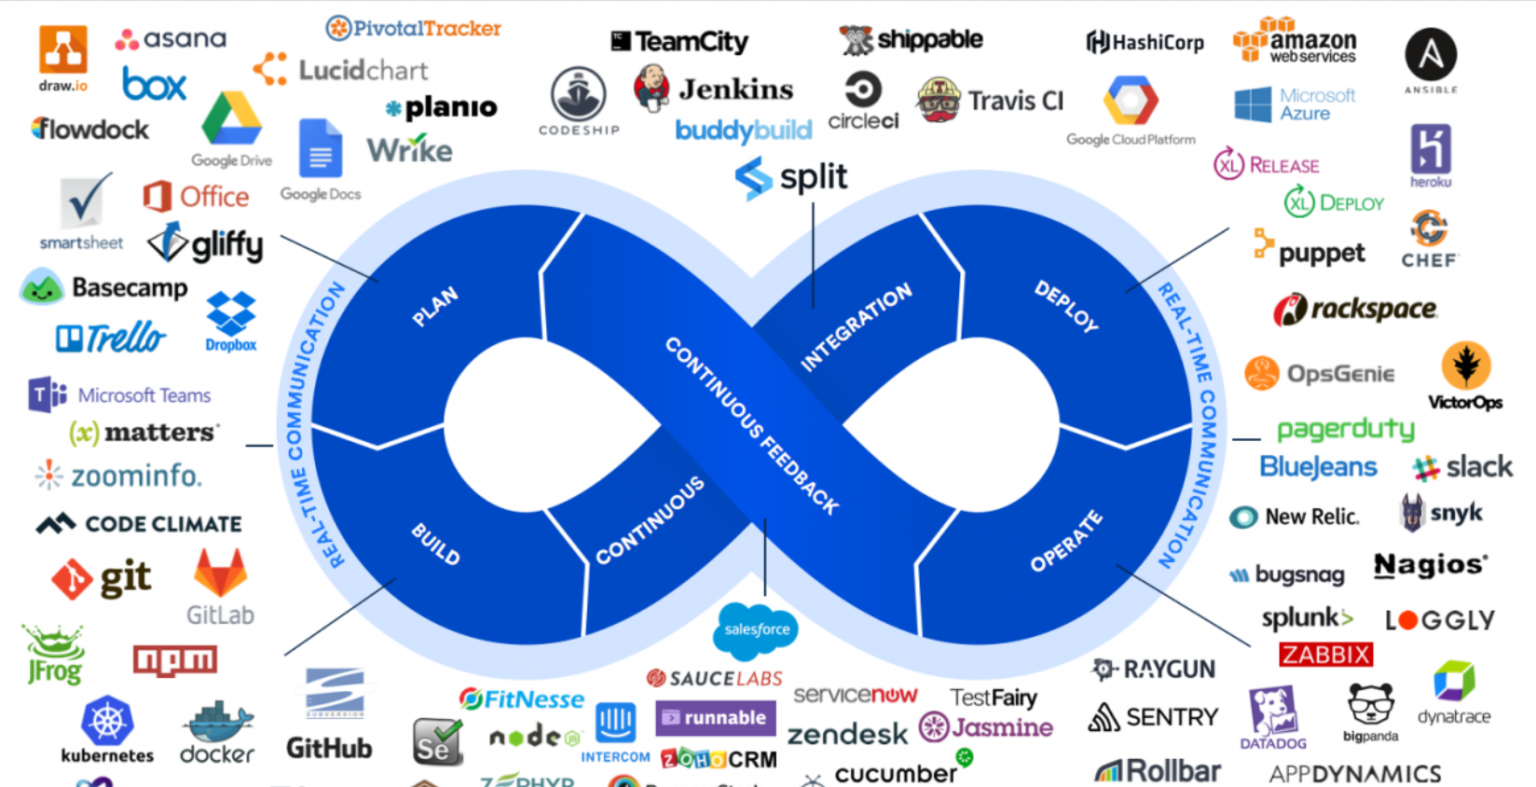 draw.io
asana
PivotalTracker
box
Lucidchart
planio
flowdock
Google Drive
Google Docs
Wrike
smartsheet
Office
gliffy
Basecamp
Trello
Dropbox
TC
TeamCity
shippable
CODESHIP
Jenkins
circleci
T
Travis CI
buddybuild
split
HashiCorp
amazon
web services
ANSIBLE
Google Cloud Platform
Microsoft
Azure
XL RELEASE
heroku
XL DEPLOY
puppet
CHEF
rackspace
REAL-TIME COMMUNICATION
PLAN
BUILD
CONTINUOUS
INTEGRATION
CONTINUOUS FEEDBACK
DEPLOY
OPERATE
REAL-TIME COMMUNICATION
T
Microsoft Teams
(x)matters
zoominfo.
CODE CLIMATE
git
GitLab
JFrog
npm
SUBVERSION
kubernetes
docker
GitHub
OpsGenie
VictorOps
pagerduty
BlueJeans
slack
New Relic.
snyk
bugsnag
Nagios®
splunk>
LOGGLY
ZABBIX
RAYGUN
SENTRY
DATADOG
bigpanda
dynatrace
Rollbar
APPDYNAMICS
salesforce
SAUCELABS
FitNesse
Se
node
JS
INTERCOM
runnable
ZOHO CRM
servicenow
TestFairy
zendesk
Jasmine
cucumber
ZEPHYR